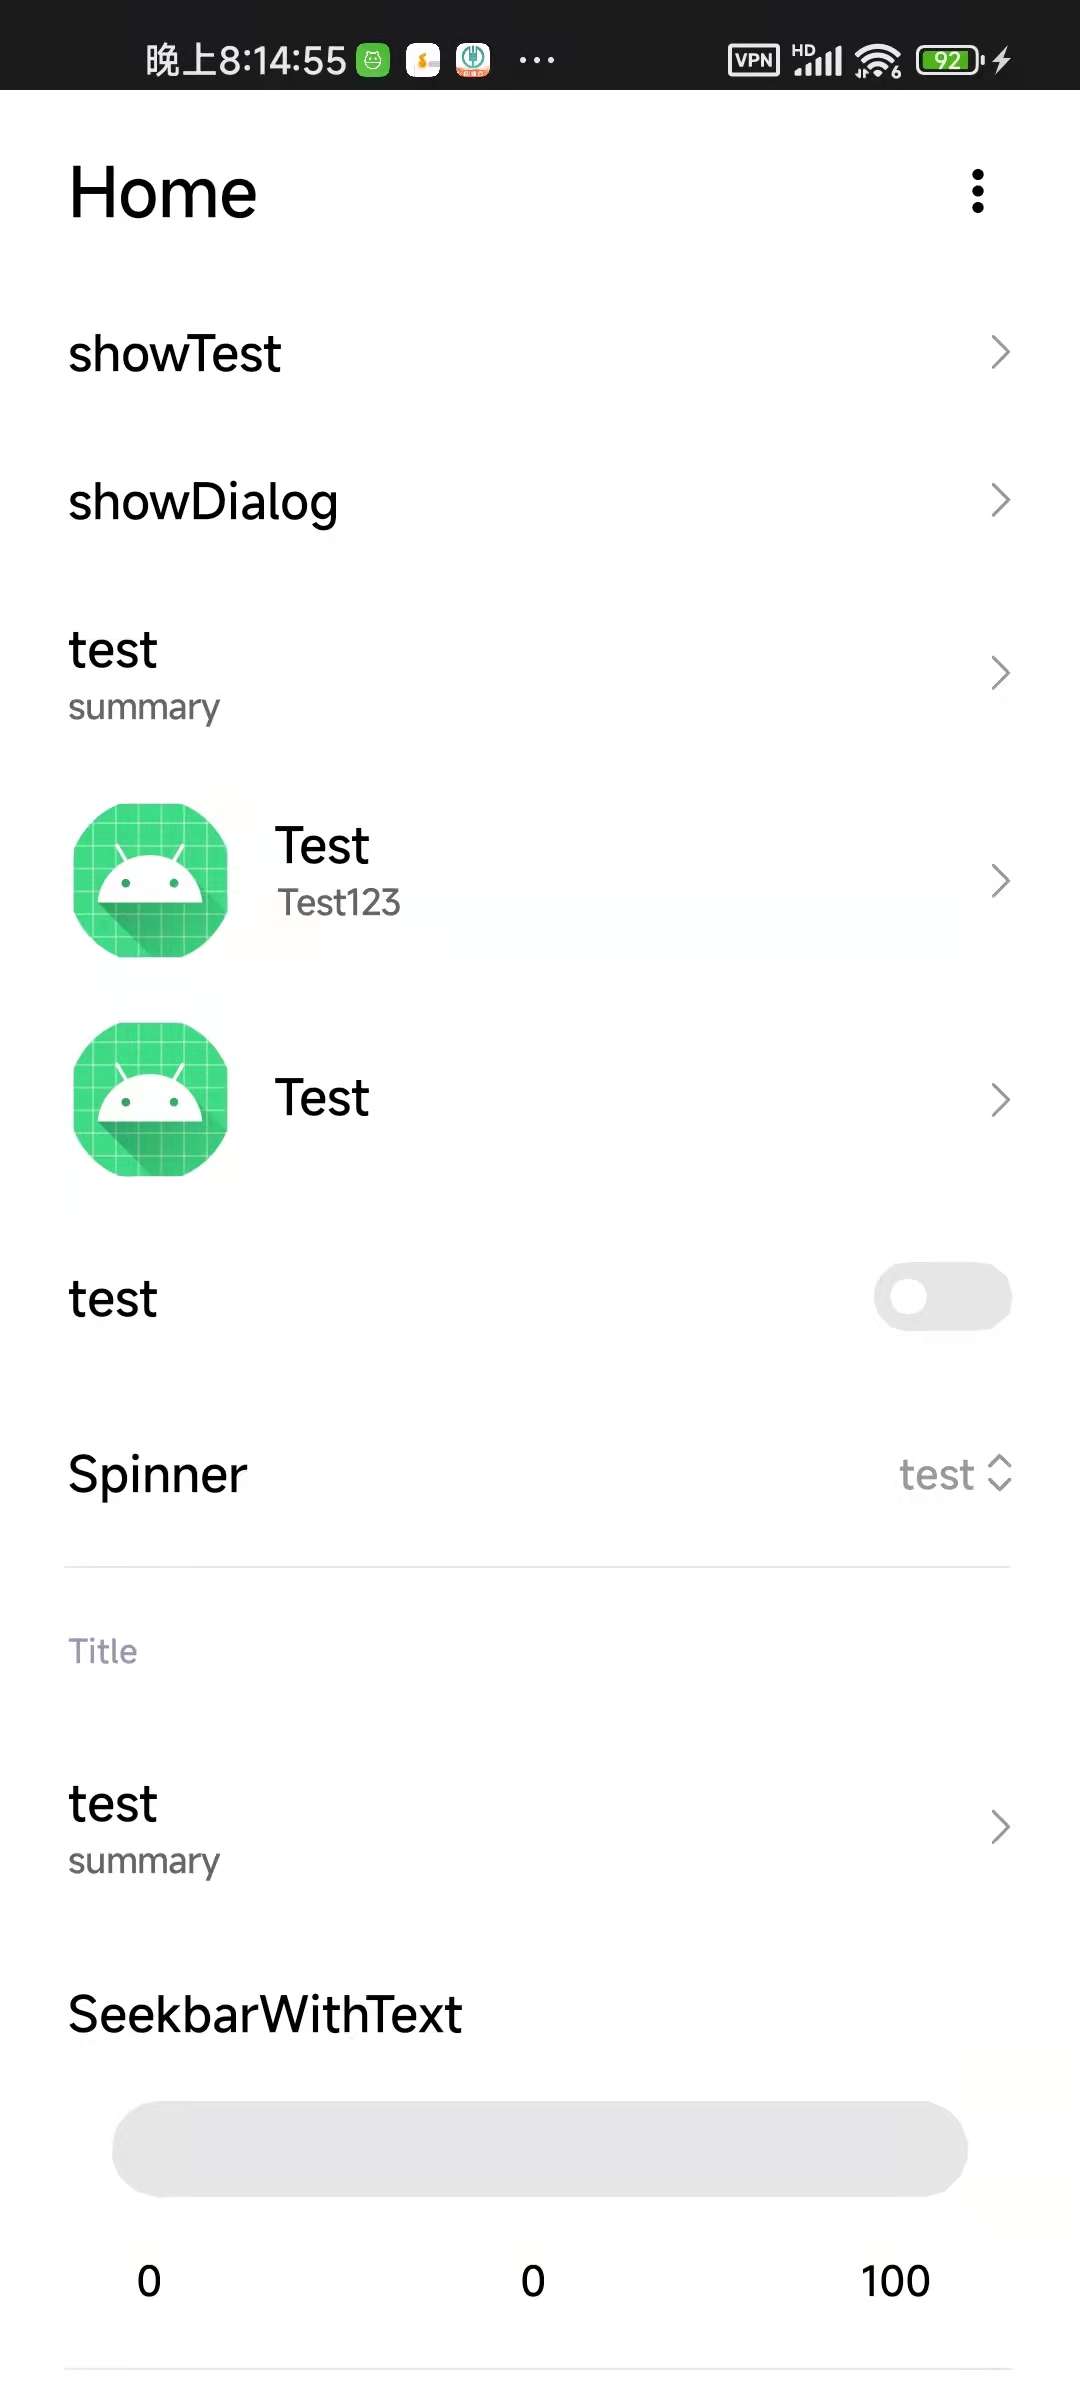 晚上8:14:55 ... VPN HD 6 92
Home
showTest
showDialog
test
summary
Test
Test123
Test
test
Spinner test
Title
test
summary
SeekbarWithText
0 0 100